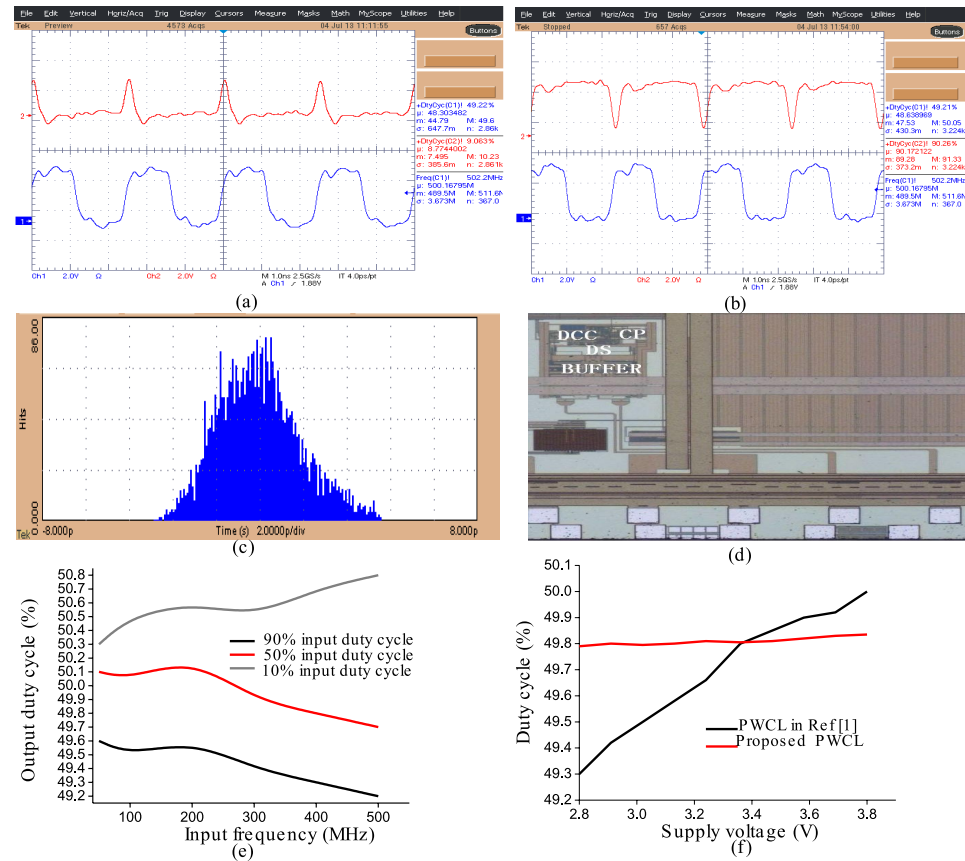 File Edit Vertical Horiz/Acq Trig Display Cursors Measure Masks Math MyScope Utilities Help
Tek Preview 4573 Acqs 04 Jul 13 11:11:55 Buttons
+DtyCyc(C1)! 49.22%
µ: 48.303482
m: 44.79 M: 49.6
σ: 647.7m n: 2.86k
+DtyCyc(C2)! 9.063%
µ: 8.7744002
m: 7.495 M: 10.23
σ: 385.6m n: 2.861k
Freq(C1)! 502.2MHz
µ: 500.16795M
m: 489.5M M: 511.6M
σ: 3.673M n: 367.0
2
1
Ch1 2.0V Ω Ch2 2.0V Ω M 1.0ns 2.5GS/s IT 4.0ps/pt
A Ch1 ∕ 1.88V
(a)
File Edit Vertical Horiz/Acq Trig Display Cursors Measure Masks Math MyScope Utilities Help
Tek Stopped 657 Acqs 04 Jul 13 11:54:00 Buttons
+DtyCyc(C1)! 49.21%
µ: 48.638969
m: 47.53 M: 50.05
σ: 430.3m n: 3.224k
+DtyCyc(C2)! 90.26%
µ: 90.172122
m: 89.28 M: 91.33
σ: 373.2m n: 3.224k
Freq(C1)! 502.2MHz
µ: 500.16795M
m: 489.5M M: 511.6M
σ: 3.673M n: 367.0
2
1
Ch1 2.0V Ω Ch2 2.0V Ω M 1.0ns 2.5GS/s IT 4.0ps/pt
A Ch1 ∕ 1.88V
(b)
86.00
Hits
0.000
Tek -8.000p Time (s) 2.0000p/div 8.000p
(c)
DCC CP
DS
BUFFER
(d)
50.8
50.7
50.6
50.5
50.4
50.3
50.2
50.1
50.0
49.9
49.8
49.7
49.6
49.5
49.4
49.3
49.2
Output duty cycle (%)
90% input duty cycle
50% input duty cycle
10% input duty cycle
100 200 300 400 500
Input frequency (MHz)
(e)
50.1
50.0
49.9
49.8
49.7
49.6
49.5
49.4
49.3
49.2
Duty cycle (%)
PWCL in Ref[1]
Proposed PWCL
2.8 3.0 3.2 3.4 3.6 3.8
Supply voltage (V)
(f)